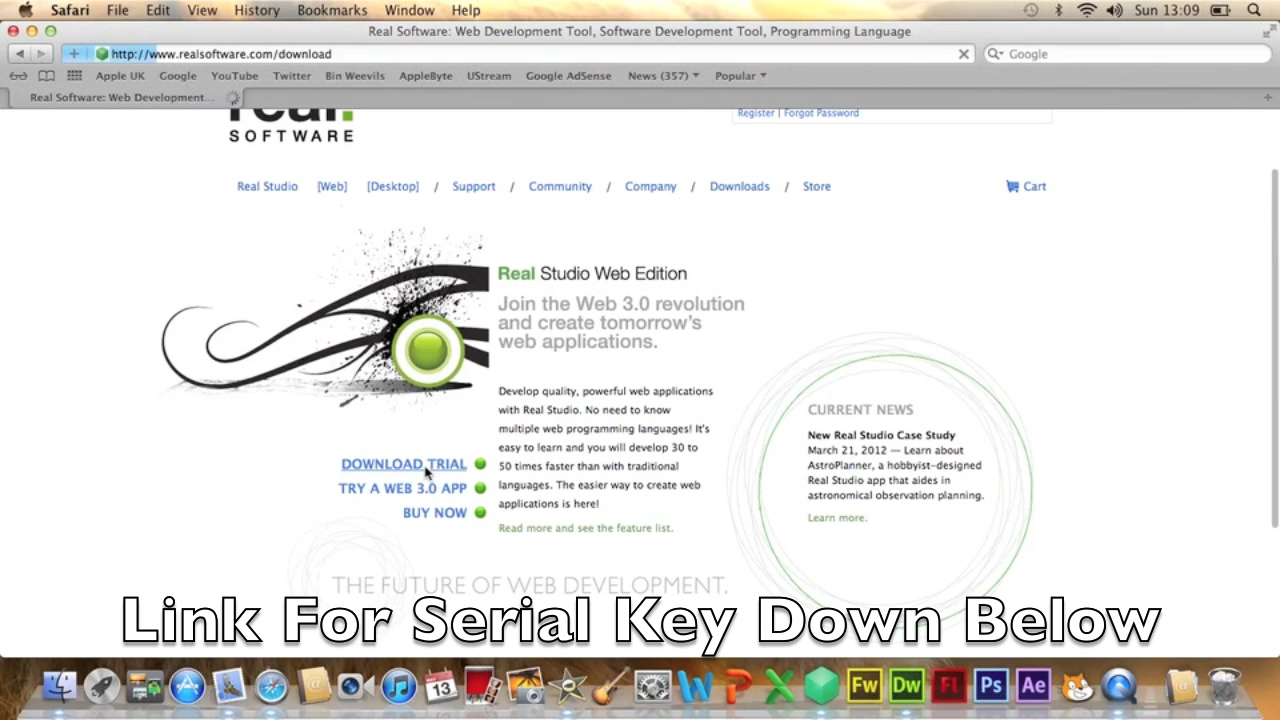 Safari File Edit View History Bookmarks Window Help Sun 13:09
Real Software: Web Development Tool, Software Development Tool, Programming Language
http://www.realsoftware.com/download Google
Apple UK Google YouTube Twitter Bin Weevils AppleByte UStream Google AdSense News (357) Popular
Real Software: Web Development...
real.
SOFTWARE
Register | Forgot Password
Real Studio [Web] [Desktop] / Support / Community / Company / Downloads / Store Cart
Real Studio Web Edition
Join the Web 3.0 revolution
and create tomorrow's
web applications.
Develop quality, powerful web applications
with Real Studio. No need to know
multiple web programming languages! It's
easy to learn and you will develop 30 to
50 times faster than with traditional
languages. The easier way to create web
applications is here!
Read more and see the feature list.
DOWNLOAD TRIAL
TRY A WEB 3.0 APP
BUY NOW
CURRENT NEWS
New Real Studio Case Study
March 21, 2012 — Learn about
AstroPlanner, a hobbyist-designed
Real Studio app that aides in
astronomical observation planning.
Learn more.
THE FUTURE OF WEB DEVELOPMENT.
Link For Serial Key Down Below
13
Fw Dw Fl Ps Ae